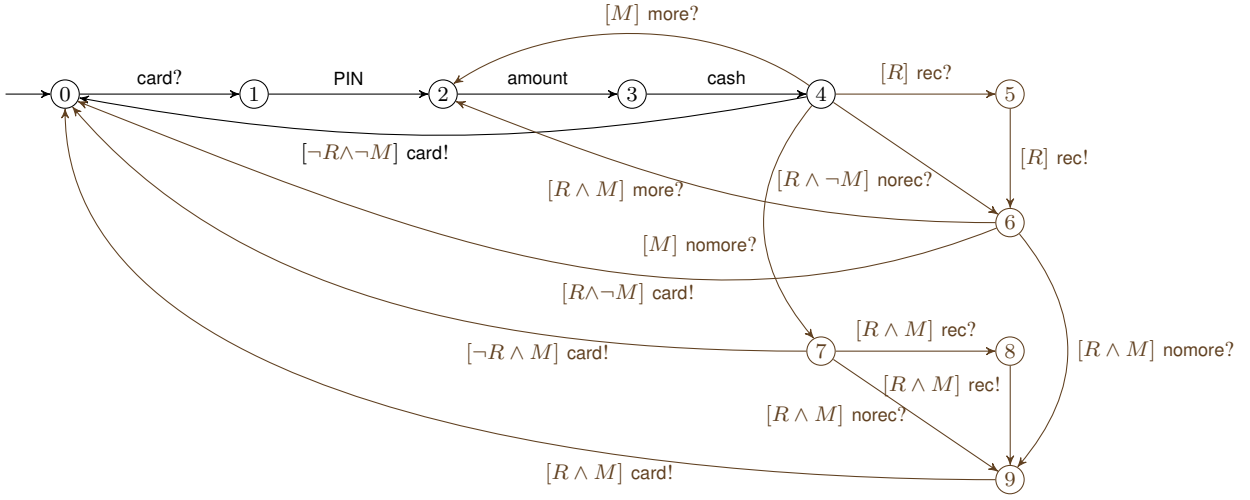 [M] more?
card?
PIN
amount
cash
[R] rec?
0
1
2
3
4
5
[¬R∧¬M] card!
[R] rec!
[R ∧ M] more?
[R ∧ ¬M] norec?
6
[M] nomore?
[R∧¬M] card!
[R ∧ M] rec?
[¬R ∧ M] card!
7
8
[R ∧ M] nomore?
[R ∧ M] rec!
[R ∧ M] norec?
[R ∧ M] card!
9